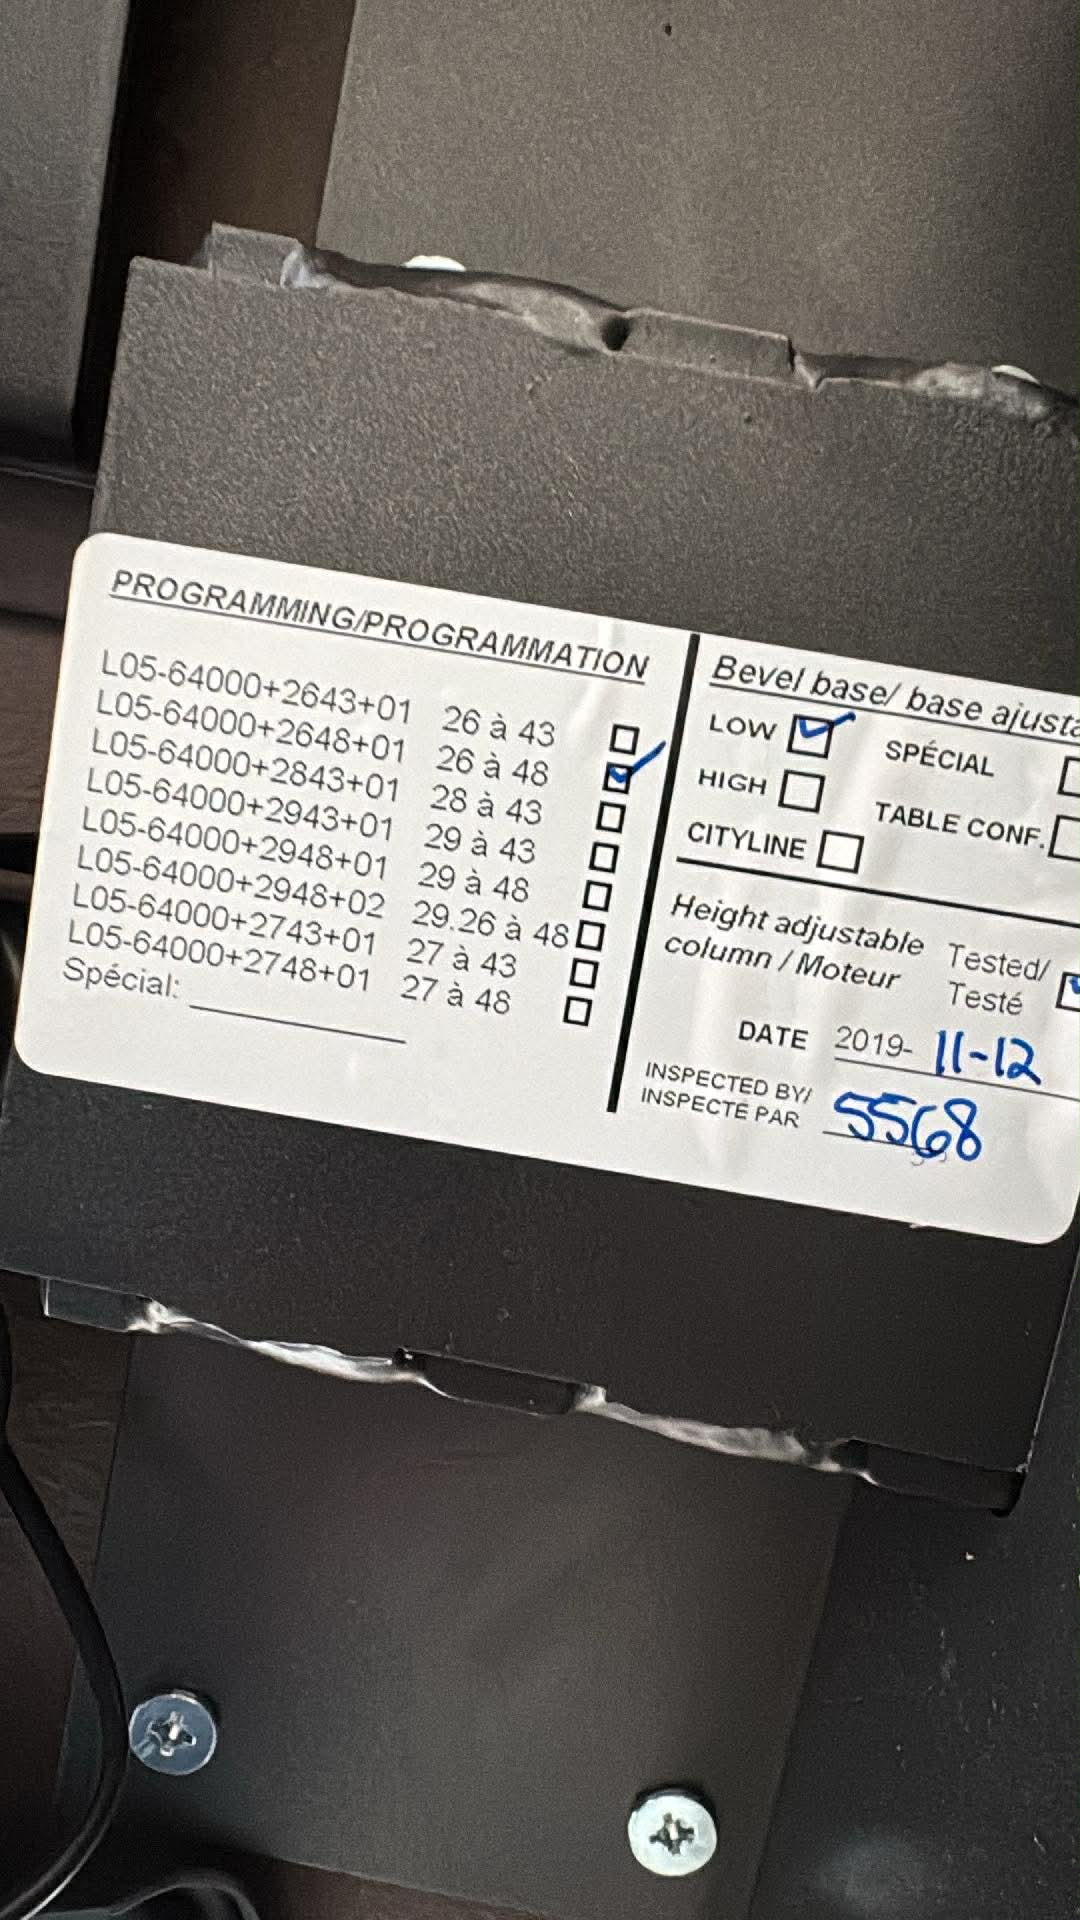 PROGRAMMING/PROGRAMMATION
L05-64000+2643+01 26 à 43
L05-64000+2648+01 26 à 48
L05-64000+2843+01 28 à 43
L05-64000+2943+01 29 à 43
L05-64000+2948+01 29 à 48
L05-64000+2948+02 29.26 à 48
L05-64000+2743+01 27 à 43
L05-64000+2748+01 27 à 48
Spécial:
Bevel base/ base ajusta
LOW SPÉCIAL
HIGH TABLE CONF.
CITYLINE
Height adjustable Tested/
column / Moteur Testé
DATE 2019- 11-12
INSPECTED BY/
INSPECTÉ PAR 5568